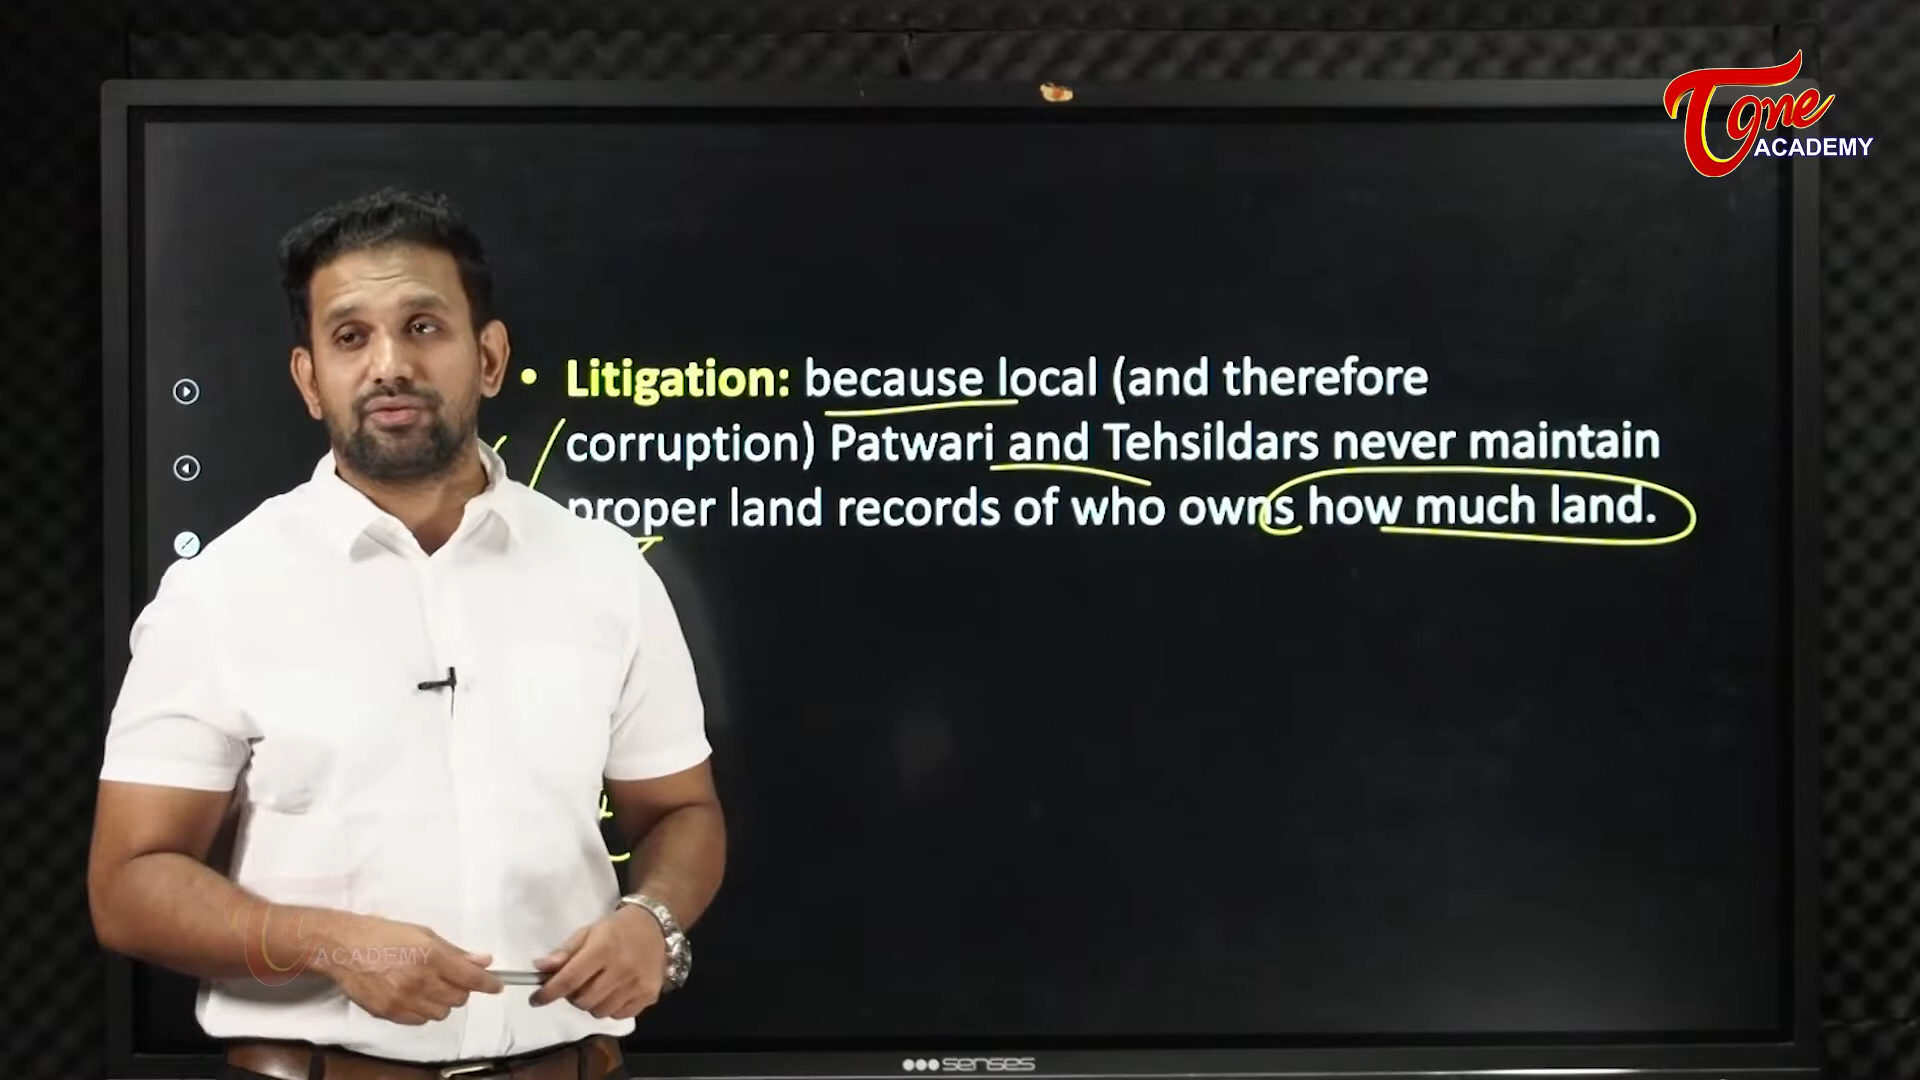 Tone
ACADEMY
• Litigation: because local (and therefore
corruption) Patwari and Tehsildars never maintain
proper land records of who owns how much land.
ACADEMY
senses